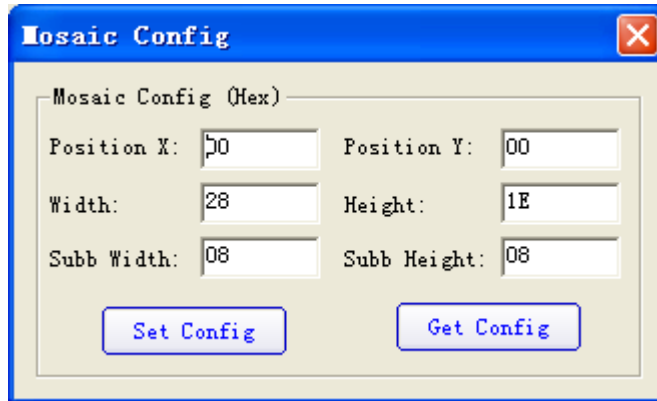 Mosaic Config
Mosaic Config (Hex)
Position X: 00 Position Y: 00
Width: 28 Height: 1E
Subb Width: 08 Subb Height: 08
Set Config Get Config